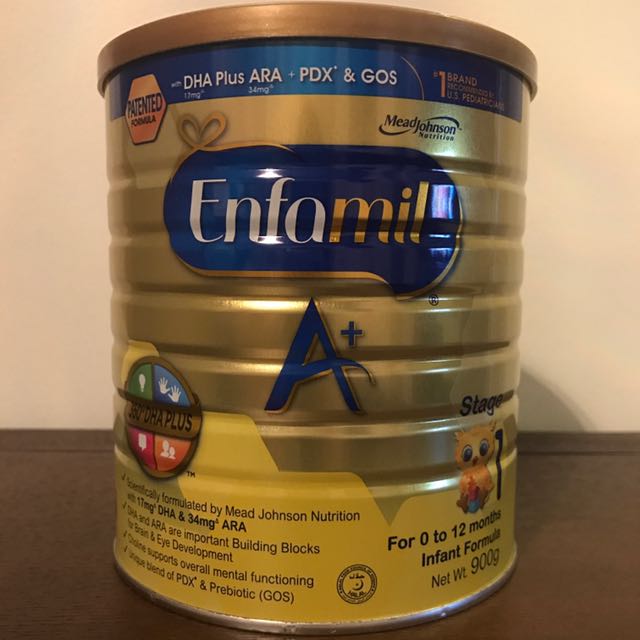 with DHA Plus ARA + PDX* & GOS
17mg^ 34mg^
#1 BRAND
RECOMMENDED BY
U.S. PEDIATRICIANS
PATENTED
FORMULA
MeadJohnson™
Nutrition
Enfamil
®
A+
360° DHA PLUS
™
Stage 1
✓ Scientifically formulated by Mead Johnson Nutrition
with 17mg^ DHA & 34mg^ ARA
✓ DHA and ARA are important Building Blocks
for Brain & Eye Development
✓ Choline supports overall mental functioning
✓ Unique blend of PDX* & Prebiotic (GOS)
For 0 to 12 months
Infant Formula
Net Wt. 900g